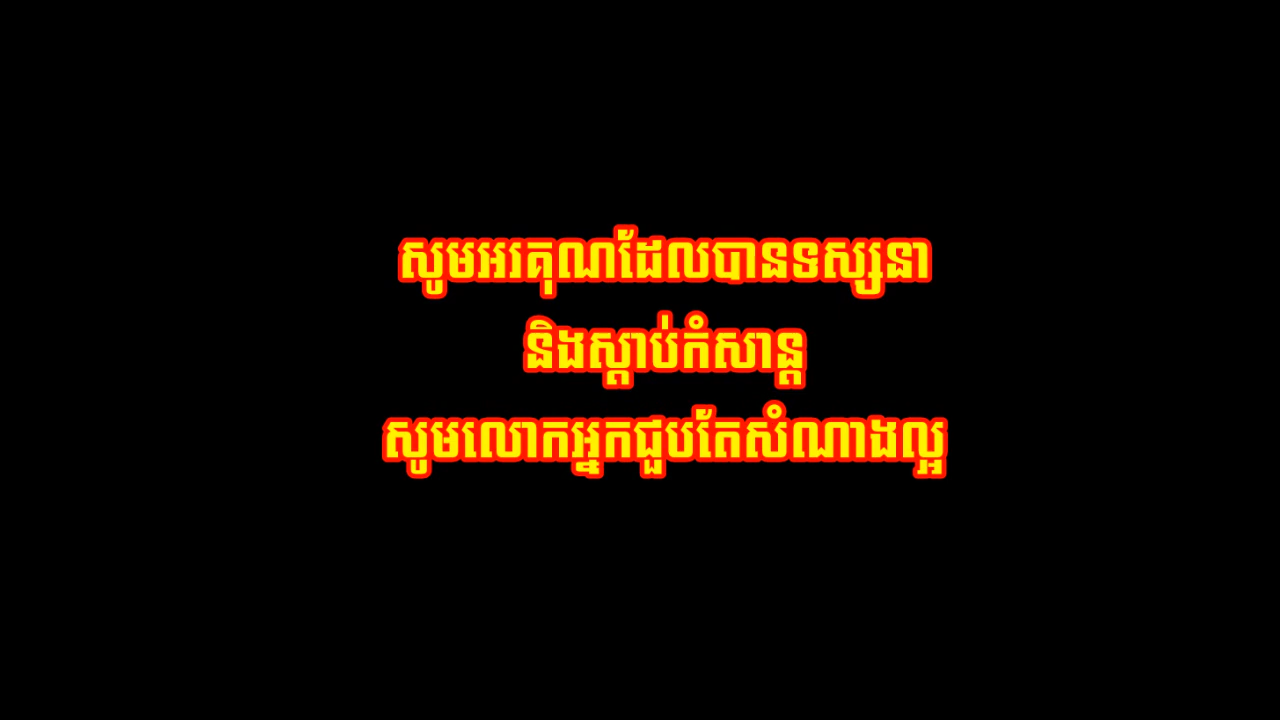 សូមអរគុណដែលបានទស្សនា
និងស្តាប់កំសាន្ត
សូមលោកអ្នកជួបតែសំណាងល្អ